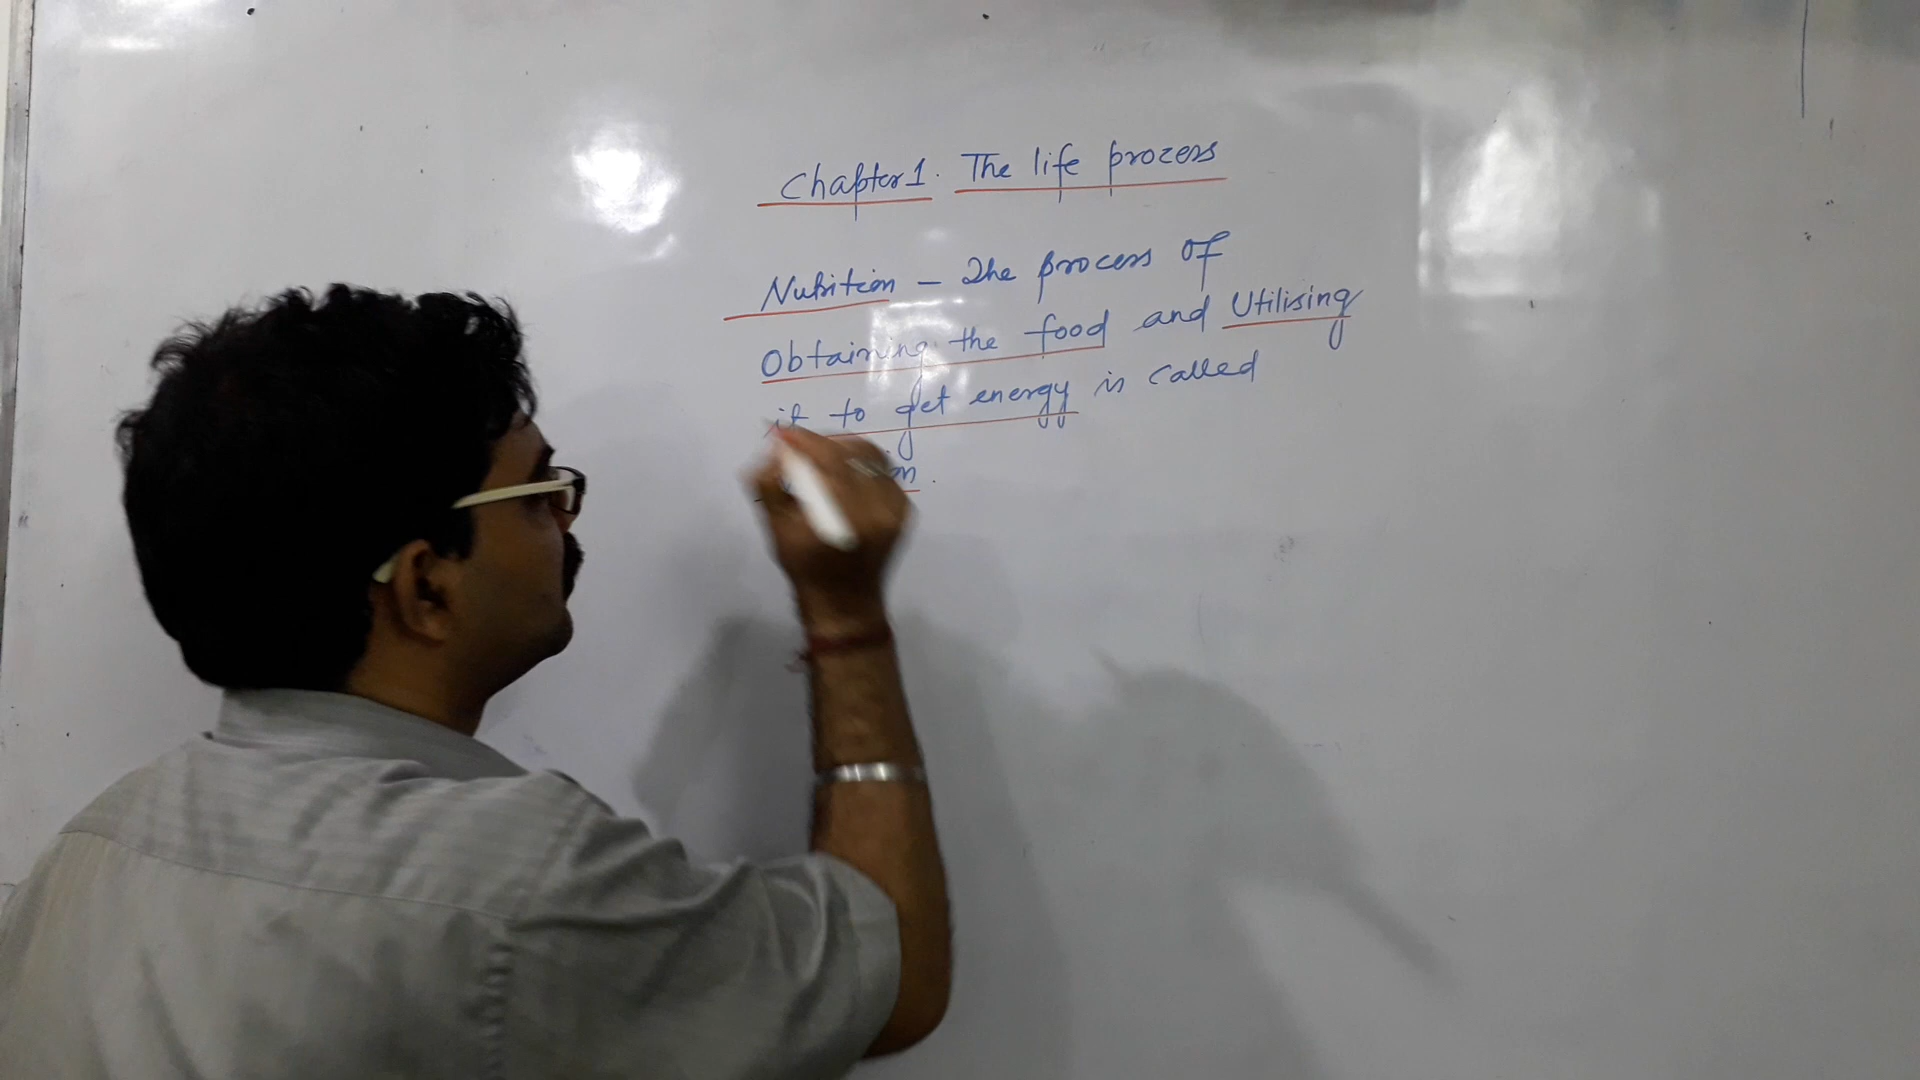 Chapter 1. The life process
Nutrition – The process of
Obtaining the food and Utilising
it to get energy is called